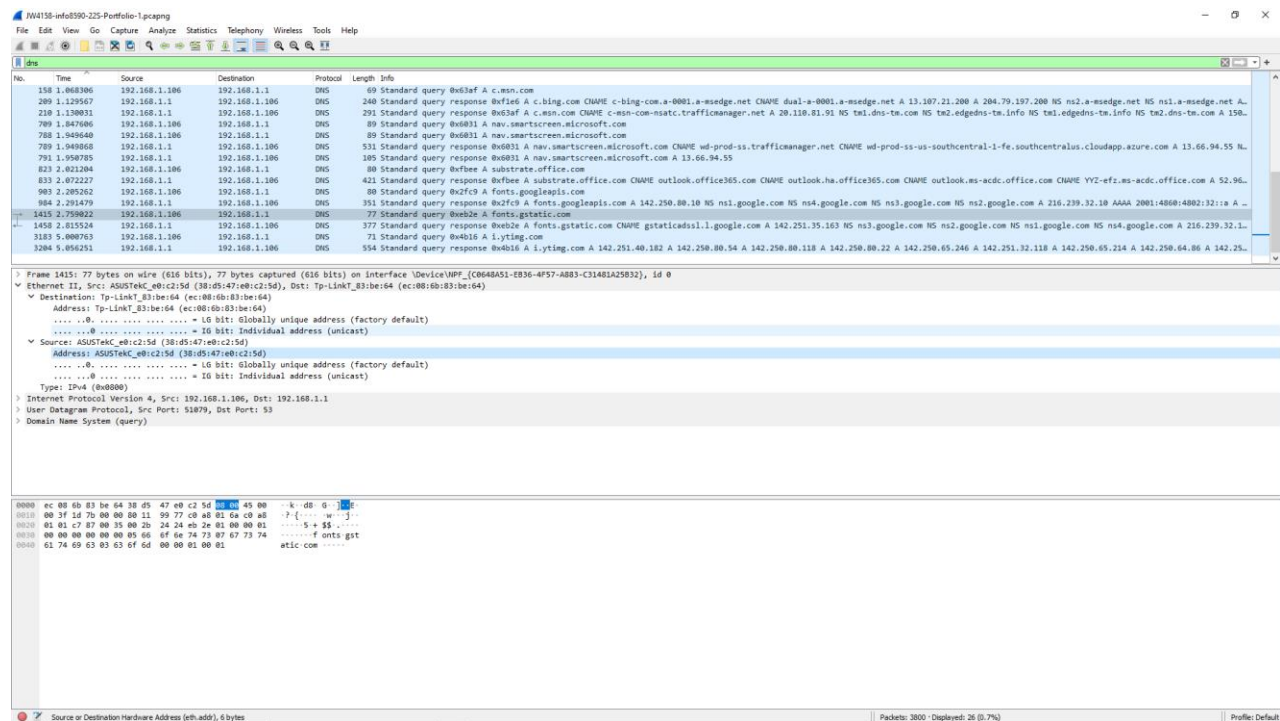 JW4158-info8590-22S-Portfolio-1.pcapng
File Edit View Go Capture Analyze Statistics Telephony Wireless Tools Help
dns
No. Time Source Destination Protocol Length Info
158 1.068306 192.168.1.106 192.168.1.1 DNS 69 Standard query 0x63af A c.msn.com
209 1.129567 192.168.1.1 192.168.1.106 DNS 240 Standard query response 0xf1e6 A c.bing.com CNAME c-bing-com.a-0001.a-msedge.net CNAME dual-a-0001.a-msedge.net A 13.107.21.200 A 204.79.197.200 NS ns2.a-msedge.net NS ns1.a-msedge.net A…
210 1.130031 192.168.1.1 192.168.1.106 DNS 291 Standard query response 0x63af A c.msn.com CNAME c-msn-com-nsatc.trafficmanager.net A 20.110.81.91 NS tm1.dns-tm.com NS tm2.edgedns-tm.info NS tm1.edgedns-tm.info NS tm2.dns-tm.com A 150…
709 1.847606 192.168.1.106 192.168.1.1 DNS 89 Standard query 0x6031 A nav.smartscreen.microsoft.com
788 1.949640 192.168.1.106 192.168.1.1 DNS 89 Standard query 0x6031 A nav.smartscreen.microsoft.com
789 1.949868 192.168.1.1 192.168.1.106 DNS 531 Standard query response 0x6031 A nav.smartscreen.microsoft.com CNAME wd-prod-ss.trafficmanager.net CNAME wd-prod-ss-us-southcentral-1-fe.southcentralus.cloudapp.azure.com A 13.66.94.55 N…
791 1.950785 192.168.1.1 192.168.1.106 DNS 105 Standard query response 0x6031 A nav.smartscreen.microsoft.com A 13.66.94.55
823 2.021204 192.168.1.106 192.168.1.1 DNS 80 Standard query 0xfbee A substrate.office.com
833 2.072227 192.168.1.1 192.168.1.106 DNS 421 Standard query response 0xfbee A substrate.office.com CNAME outlook.office365.com CNAME outlook.ha.office365.com CNAME outlook.ms-acdc.office.com CNAME YYZ-efz.ms-acdc.office.com A 52.96…
903 2.205262 192.168.1.106 192.168.1.1 DNS 80 Standard query 0x2fc9 A fonts.googleapis.com
984 2.291479 192.168.1.1 192.168.1.106 DNS 351 Standard query response 0x2fc9 A fonts.googleapis.com A 142.250.80.10 NS ns1.google.com NS ns4.google.com NS ns3.google.com NS ns2.google.com A 216.239.32.10 AAAA 2001:4860:4802:32::a A …
1415 2.759022 192.168.1.106 192.168.1.1 DNS 77 Standard query 0xeb2e A fonts.gstatic.com
1458 2.815524 192.168.1.1 192.168.1.106 DNS 377 Standard query response 0xeb2e A fonts.gstatic.com CNAME gstaticadssl.l.google.com A 142.251.35.163 NS ns3.google.com NS ns2.google.com NS ns1.google.com NS ns4.google.com A 216.239.32.1…
3183 5.000763 192.168.1.106 192.168.1.1 DNS 71 Standard query 0x4b16 A i.ytimg.com
3204 5.056251 192.168.1.1 192.168.1.106 DNS 554 Standard query response 0x4b16 A i.ytimg.com A 142.251.40.182 A 142.250.80.54 A 142.250.80.118 A 142.250.80.22 A 142.250.65.246 A 142.251.32.118 A 142.250.65.214 A 142.250.64.86 A 142.25…
Frame 1415: 77 bytes on wire (616 bits), 77 bytes captured (616 bits) on interface \Device\NPF_{C0648A51-EB36-4F57-A883-C31481A25B32}, id 0
Ethernet II, Src: ASUSTekC_e0:c2:5d (38:d5:47:e0:c2:5d), Dst: Tp-LinkT_83:be:64 (ec:08:6b:83:be:64)
Destination: Tp-LinkT_83:be:64 (ec:08:6b:83:be:64)
Address: Tp-LinkT_83:be:64 (ec:08:6b:83:be:64)
.... ..0. .... .... .... .... = LG bit: Globally unique address (factory default)
.... ...0 .... .... .... .... = IG bit: Individual address (unicast)
Source: ASUSTekC_e0:c2:5d (38:d5:47:e0:c2:5d)
Address: ASUSTekC_e0:c2:5d (38:d5:47:e0:c2:5d)
.... ..0. .... .... .... .... = LG bit: Globally unique address (factory default)
.... ...0 .... .... .... .... = IG bit: Individual address (unicast)
Type: IPv4 (0x0800)
Internet Protocol Version 4, Src: 192.168.1.106, Dst: 192.168.1.1
User Datagram Protocol, Src Port: 51079, Dst Port: 53
Domain Name System (query)
0000 ec 08 6b 83 be 64 38 d5 47 e0 c2 5d 08 00 45 00 ··k··d8· G··]··E·
0010 00 3f 1d 7b 00 00 80 11 99 77 c0 a8 01 6a c0 a8 ·?·{···· ·w···j··
0020 01 01 c7 87 00 35 00 2b 24 24 eb 2e 01 00 00 01 ·····5·+ $$·.····
0030 00 00 00 00 00 00 05 66 6f 6e 74 73 07 67 73 74 ·······f onts·gst
0040 61 74 69 63 03 63 6f 6d 00 00 01 00 01 atic·com ·····
Source or Destination Hardware Address (eth.addr), 6 bytes Packets: 3800 · Displayed: 26 (0.7%) Profile: Default